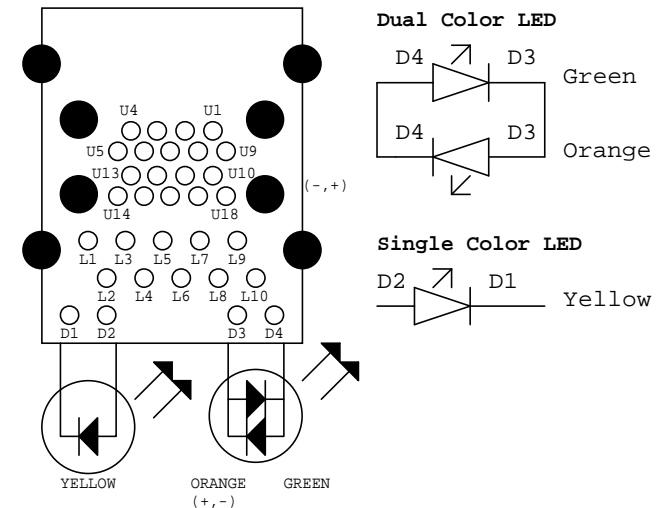 Dual Color LED
D4 D3
Green
D4 D3
Orange
U4 U1
U5 U9
U13 U10
(-,+)
U14 U18
L1 L3 L5 L7 L9
L2 L4 L6 L8 L10
D1 D2 D3 D4
Single Color LED
D2 D1
Yellow
YELLOW ORANGE GREEN
(+,-)